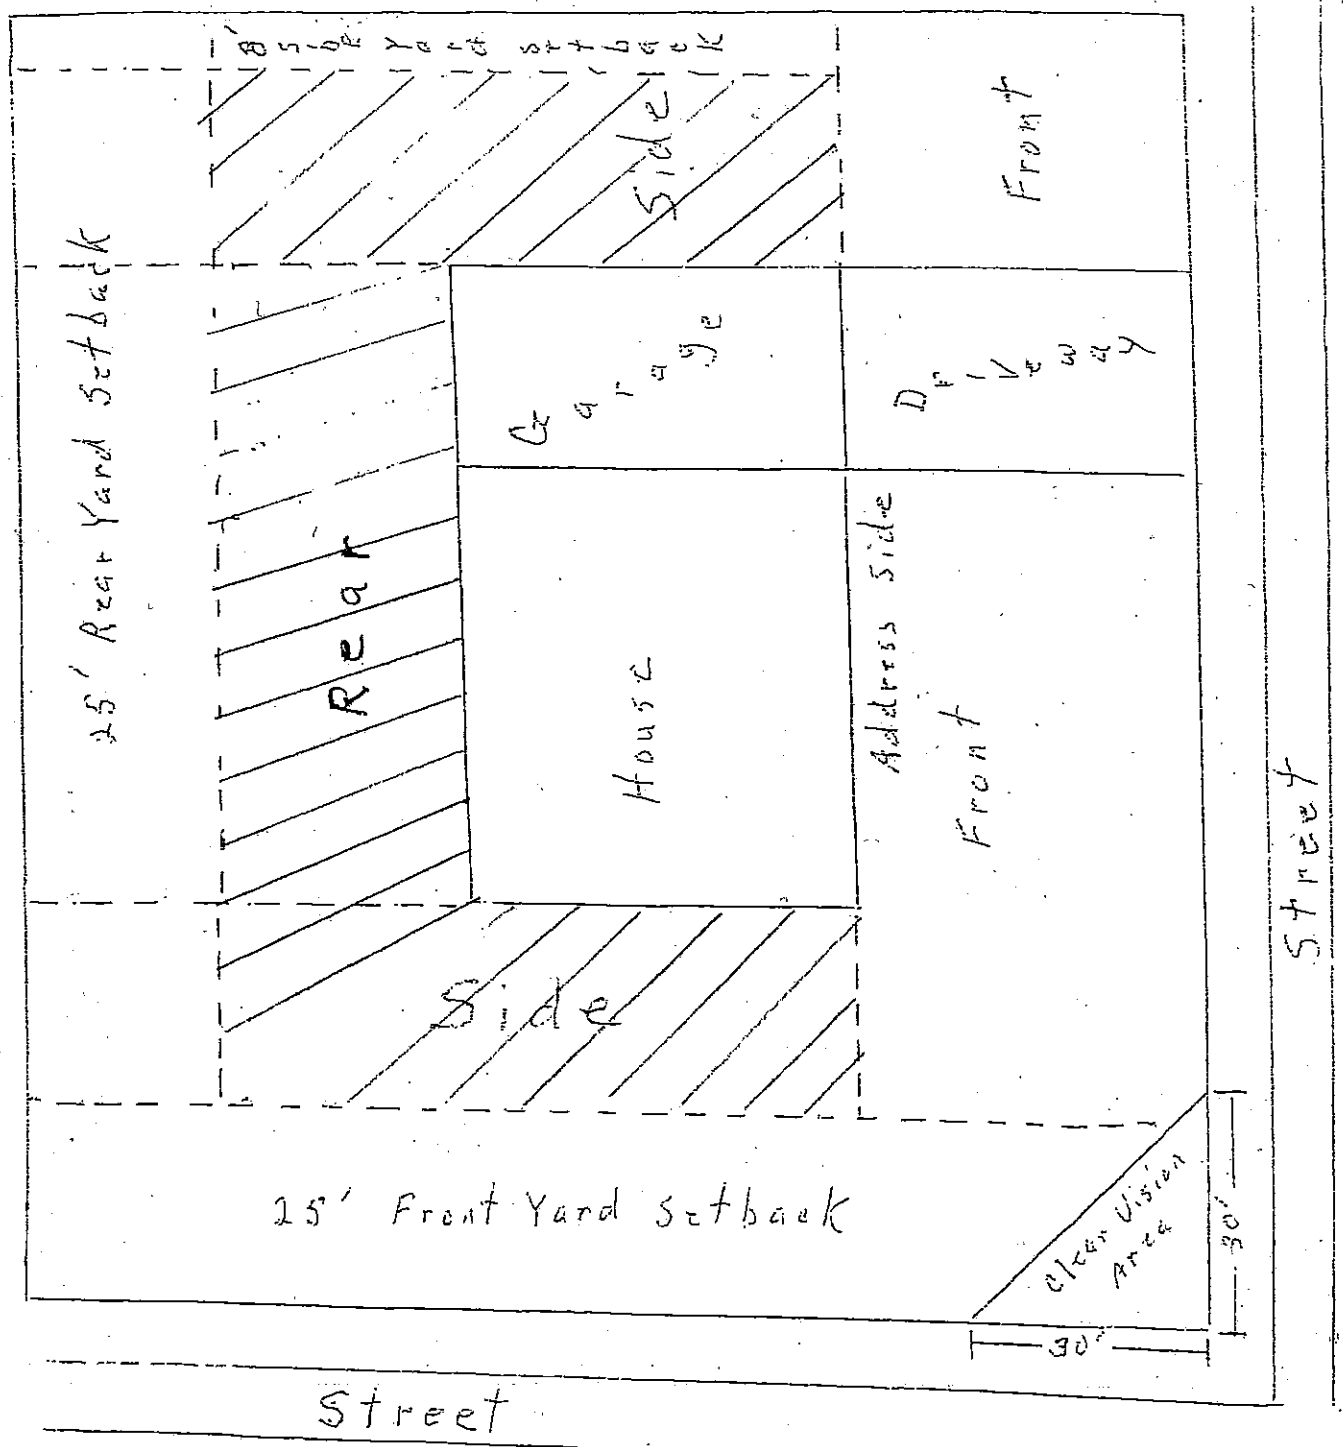 8' Side Yard Setback
Side
Front
25' Rear Yard Setback
Garage
Driveway
Rear
House
Address Side
Front
Street
Side
25' Front Yard Setback
Clear Vision
Area
30'
30'
Street